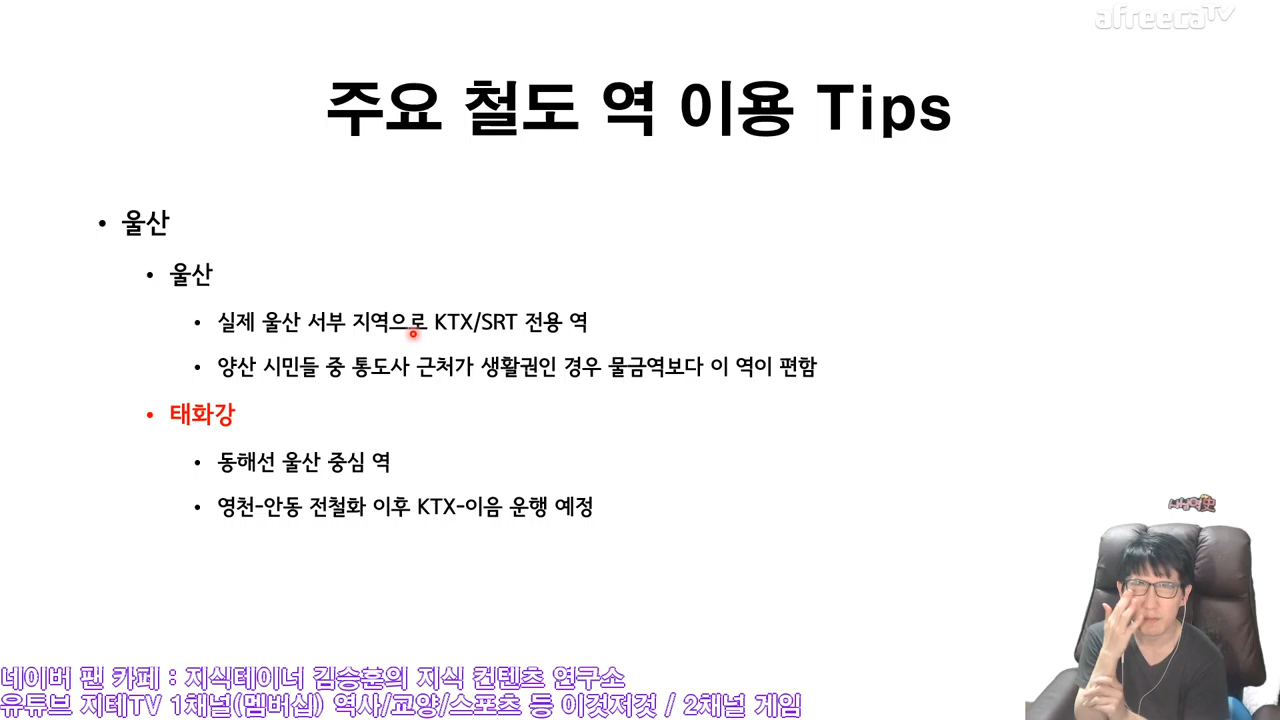 afreecaTV
주요 철도 역 이용 Tips
• 울산
• 울산
• 실제 울산 서부 지역으로 KTX/SRT 전용 역
• 양산 시민들 중 통도사 근처가 생활권인 경우 물금역보다 이 역이 편함
• 태화강
• 동해선 울산 중심 역
• 영천-안동 전철화 이후 KTX-이음 운행 예정
네이버 팬 카페 : 지식테이너 김승훈의 지식 컨텐츠 연구소
유튜브 지테TV 1채널(멤버십) 역사/교양/스포츠 등 이것저것 / 2채널 게임